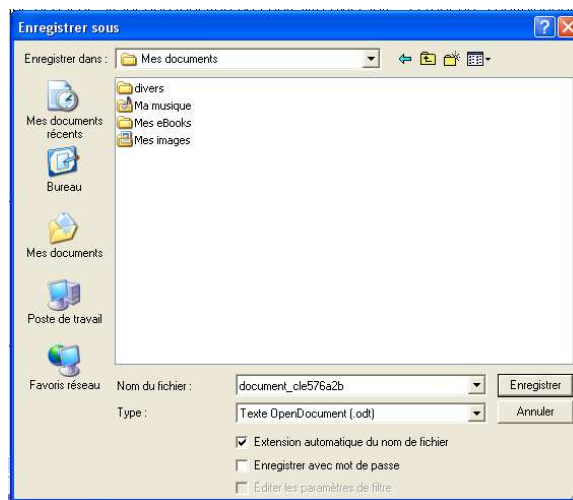 Enregistrer sous
Enregistrer dans :
Mes documents
divers
Ma musique
Mes eBooks
Mes images
Mes documents
récents
Bureau
Mes documents
Poste de travail
Favoris réseau
Nom du fichier :
document_cle576a2b
Enregistrer
Type :
Texte OpenDocument (.odt)
Annuler
Extension automatique du nom de fichier
Enregistrer avec mot de passe
Éditer les paramètres de filtre